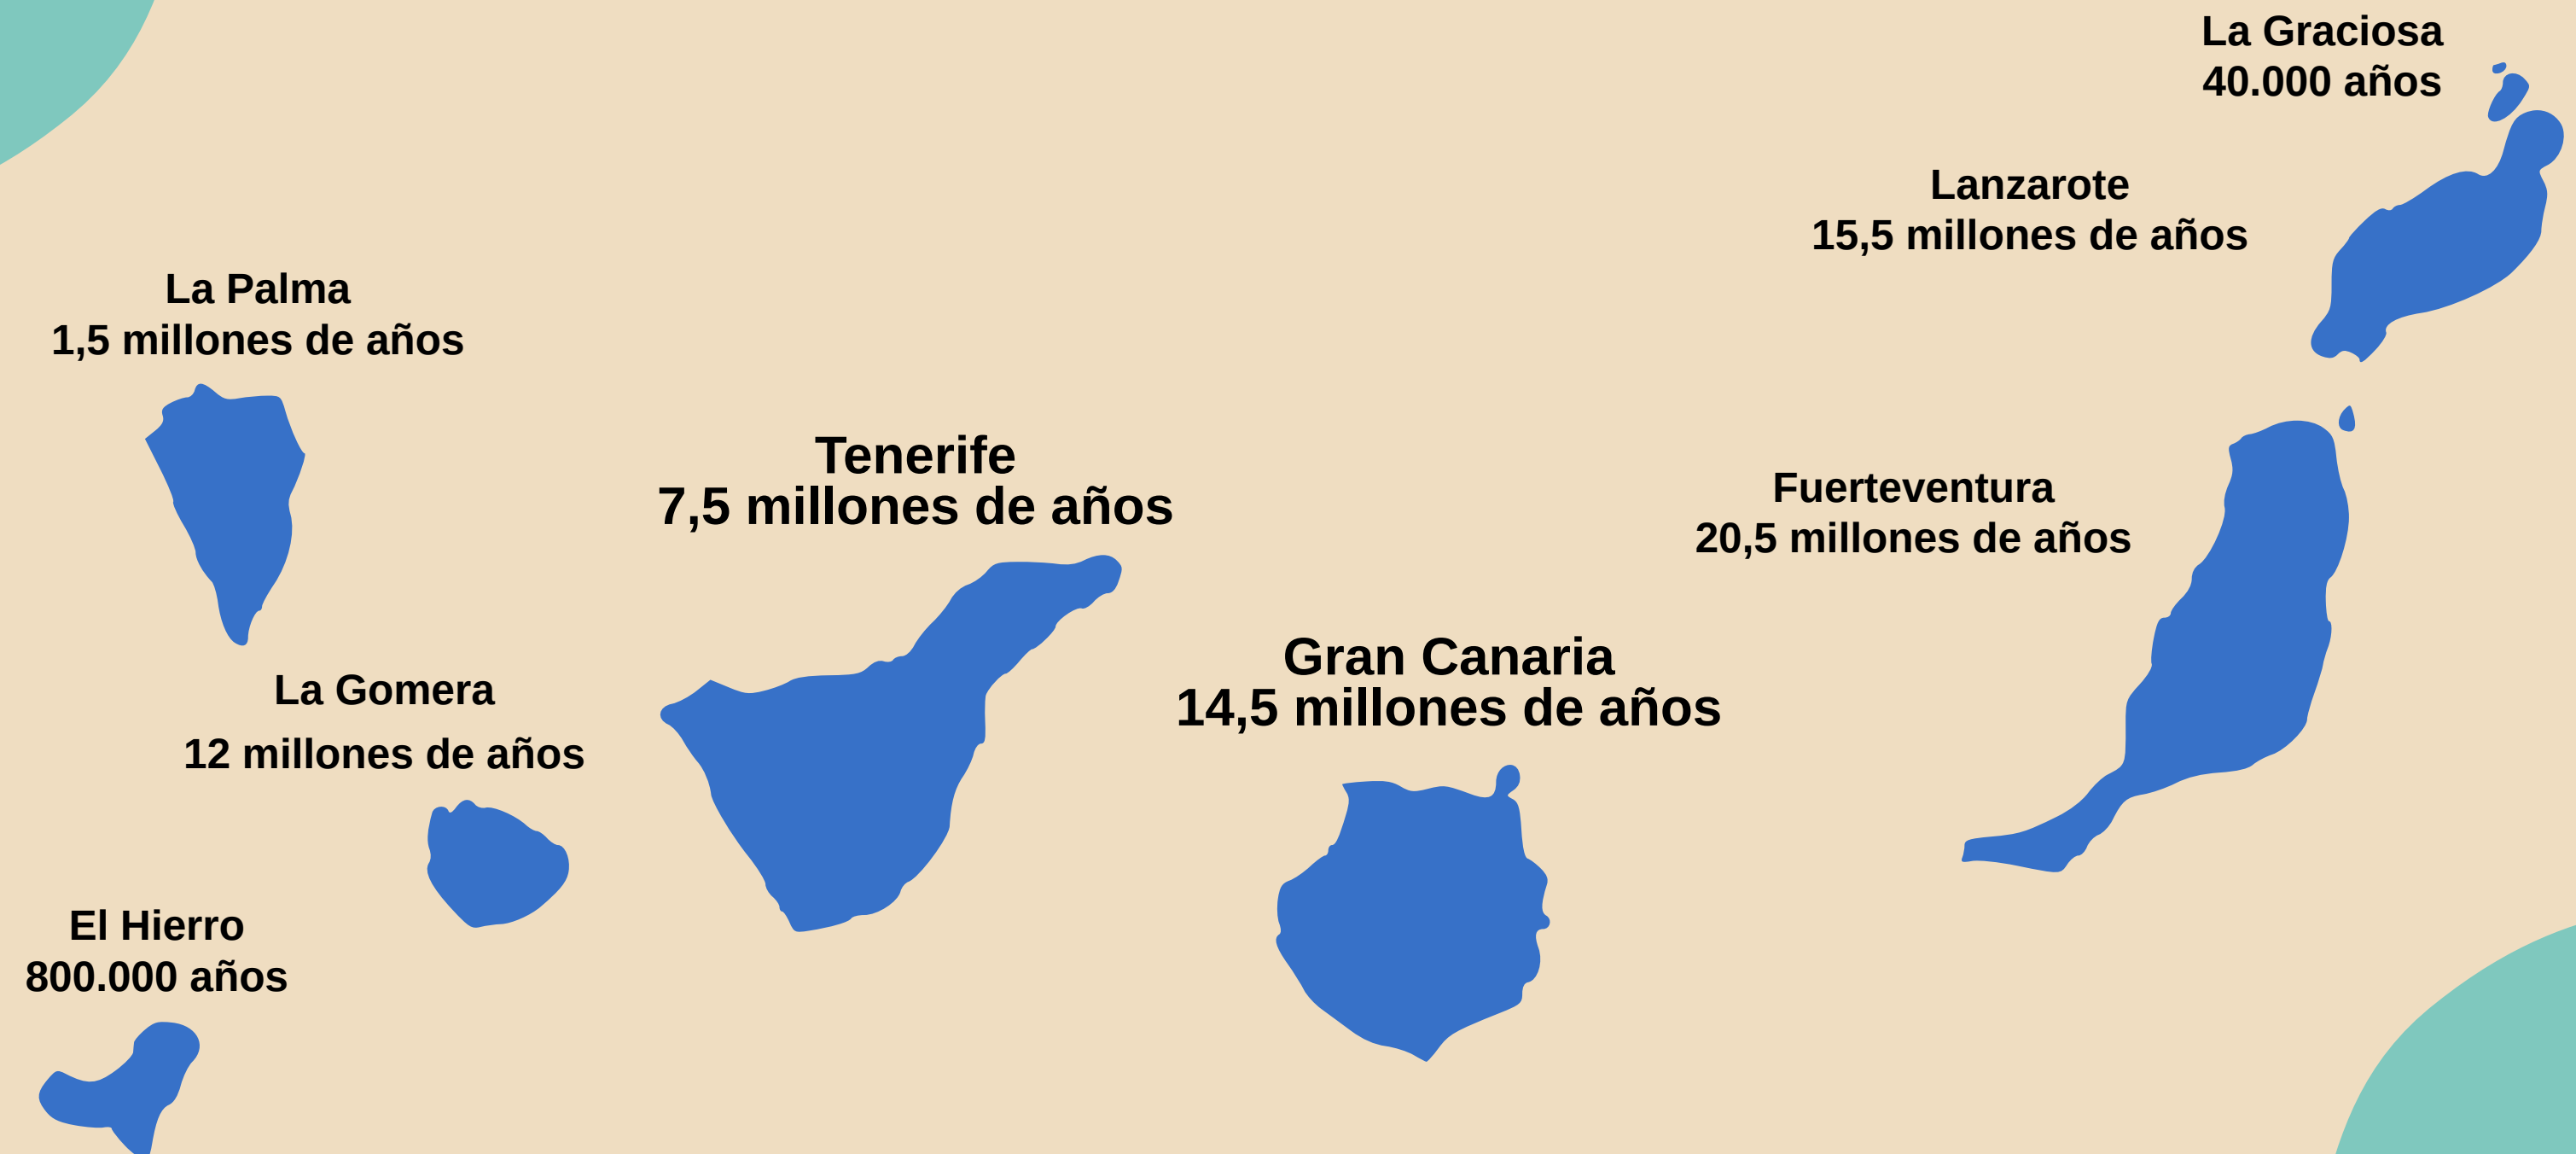 La Graciosa
40.000 años
Lanzarote
15,5 millones de años
La Palma
1,5 millones de años
Tenerife
7,5 millones de años
Fuerteventura
20,5 millones de años
Gran Canaria
14,5 millones de años
La Gomera
12 millones de años
El Hierro
800.000 años